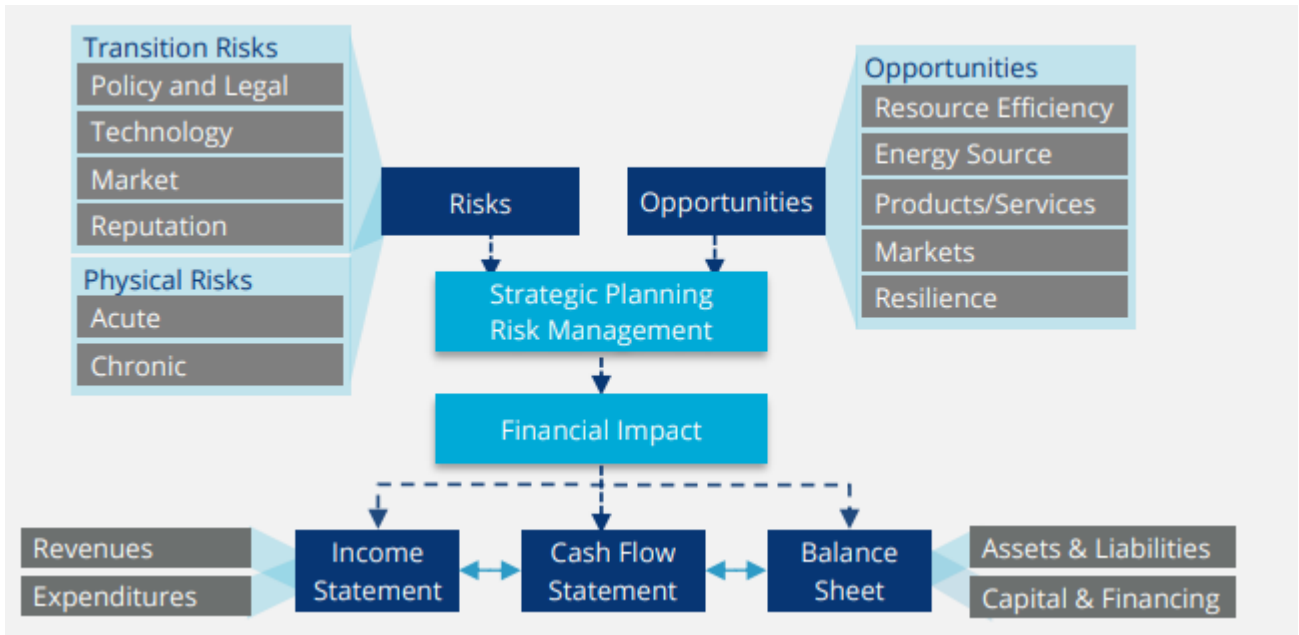 Transition Risks
Policy and Legal
Technology
Market
Reputation
Physical Risks
Acute
Chronic
Risks
Opportunities
Opportunities
Resource Efficiency
Energy Source
Products/Services
Markets
Resilience
Strategic Planning
Risk Management
Financial Impact
Revenues
Expenditures
Income
Statement
Cash Flow
Statement
Balance
Sheet
Assets & Liabilities
Capital & Financing